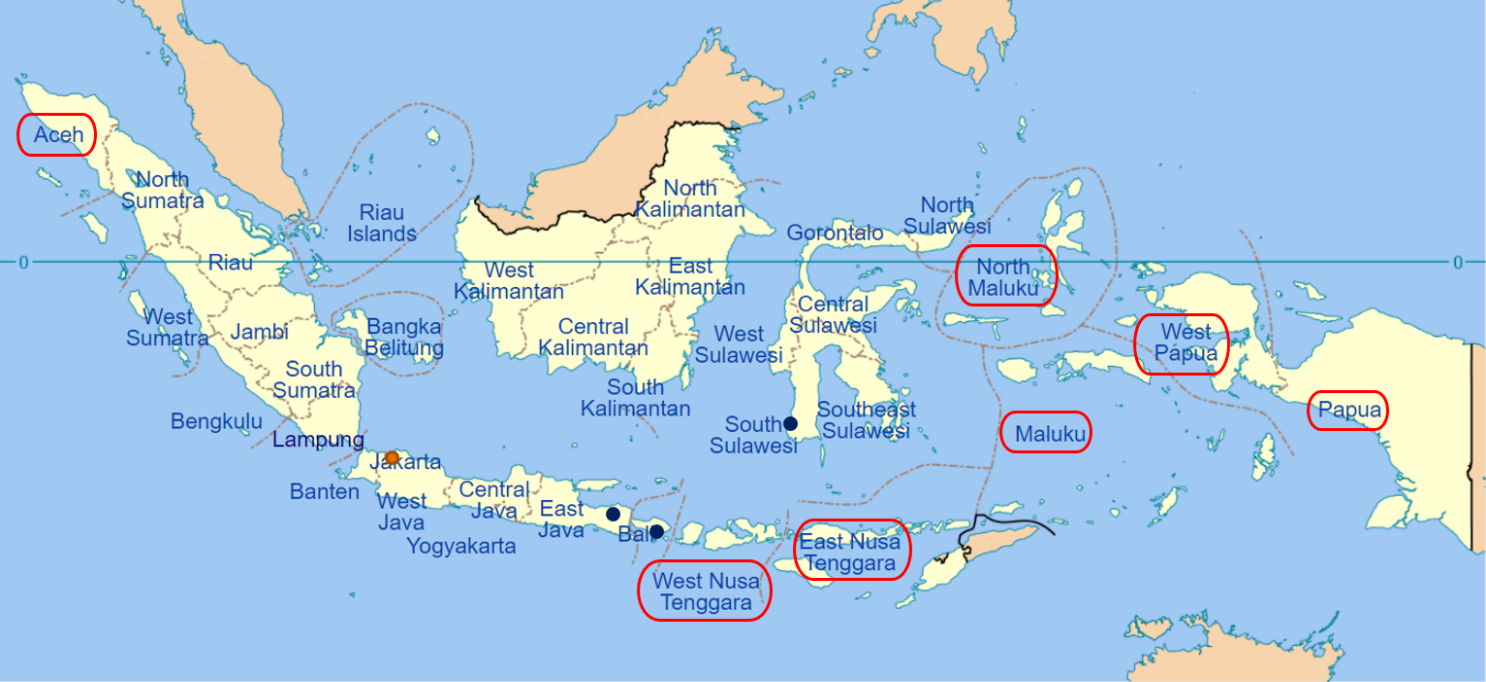 Aceh
North
Sumatra
Riau
Islands
North
Kalimantan
North
Sulawesi
Gorontalo
0
Riau
West
Kalimantan
East
Kalimantan
North
Maluku
0
West
Sumatra
Jambi
Bangka
Belitung
Central
Kalimantan
West
Sulawesi
Central
Sulawesi
West
Papua
South
Sumatra
South
Kalimantan
Southeast
Sulawesi
Papua
Bengkulu
Lampung
South
Sulawesi
Maluku
Jakarta
Banten
West
Java
Central
Java
East
Java
Bali
Yogyakarta
East Nusa
Tenggara
West Nusa
Tenggara